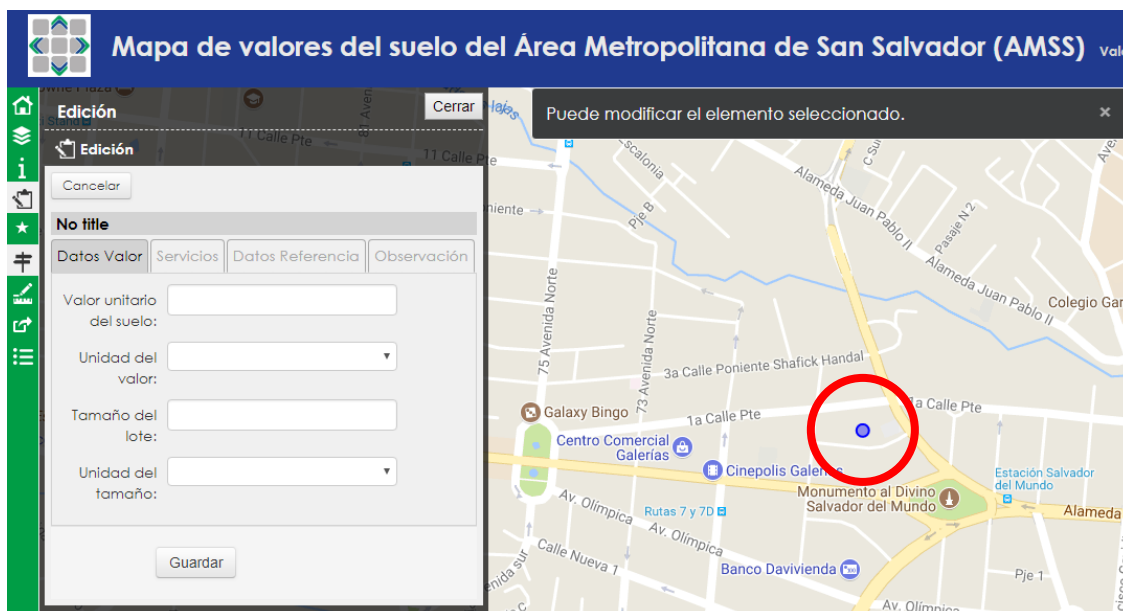 Mapa de valores del suelo del Área Metropolitana de San Salvador (AMSS)
Edición
Cerrar
Edición
Cancelar
No title
Datos Valor
Servicios
Datos Referencia
Observación
Valor unitario
del suelo:
Unidad del
valor:
Tamaño del
lote:
Unidad del
tamaño:
Guardar
Puede modificar el elemento seleccionado.
×
11 Calle Pte
11 Calle Pte
Escalonia
Pje B
Alameda Juan Pablo II
Pasaje N 2
Alameda Juan Pablo II
Colegio Gar
75 Avenida Norte
73 Avenida Norte
3a Calle Poniente Shafick Handal
Galaxy Bingo
1a Calle Pte
1a Calle Pte
Centro Comercial
Galerías
Cinepolis Galerías
Estación Salvador
del Mundo
Monumento al Divino
Salvador del Mundo
Alameda
Av. Olímpica
Rutas 7 y 7D
Av. Olímpica
Calle Nueva 1
Banco Davivienda
Pje 1
Av. Olímpica